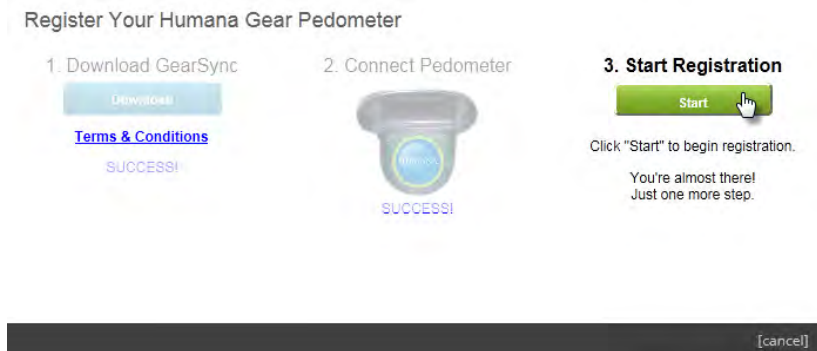 Register Your Humana Gear Pedometer
1. Download GearSync
Download
Terms & Conditions
SUCCESS!
2. Connect Pedometer
HUMANA
SUCCESS!
3. Start Registration
Start
Click "Start" to begin registration.
You're almost there!
Just one more step.
[cancel]